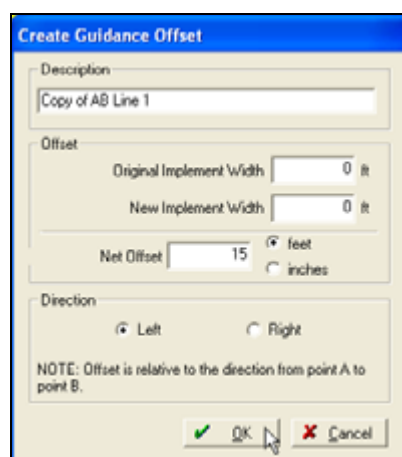 Create Guidance Offset
Description
Copy of AB Line 1
Offset
Original Implement Width 0 ft
New Implement Width 0 ft
Net Offset 15 feet
inches
Direction
Left Right
NOTE: Offset is relative to the direction from point A to
point B.
OK Cancel